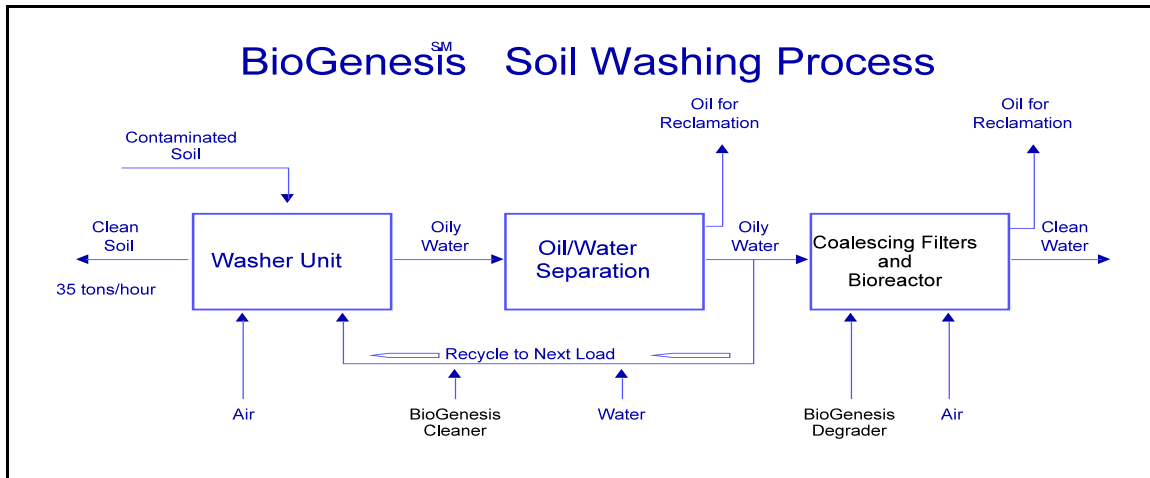 BioGenesis SM Soil Washing Process
Oil for
Reclamation
Oil for
Reclamation
Contaminated
Soil
Clean
Soil
Oily
Water
Oily
Water
Clean
Water
Washer Unit
Oil/Water
Separation
Coalescing Filters
and
Bioreactor
35 tons/hour
Recycle to Next Load
Air
BioGenesis
Cleaner
Water
BioGenesis
Degrader
Air